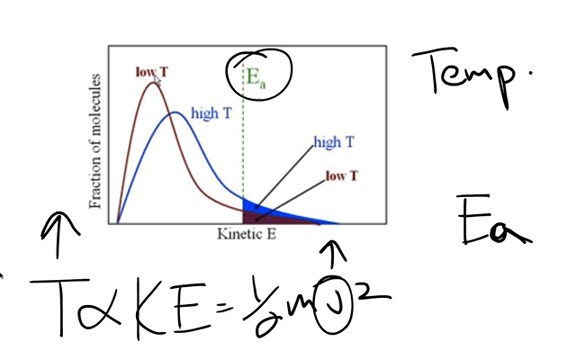 low T
Ea
Temp.
high T
high T
low T
Fraction of molecules
Kinetic E
Ea
↑ ↑
T∝KE=½mv²